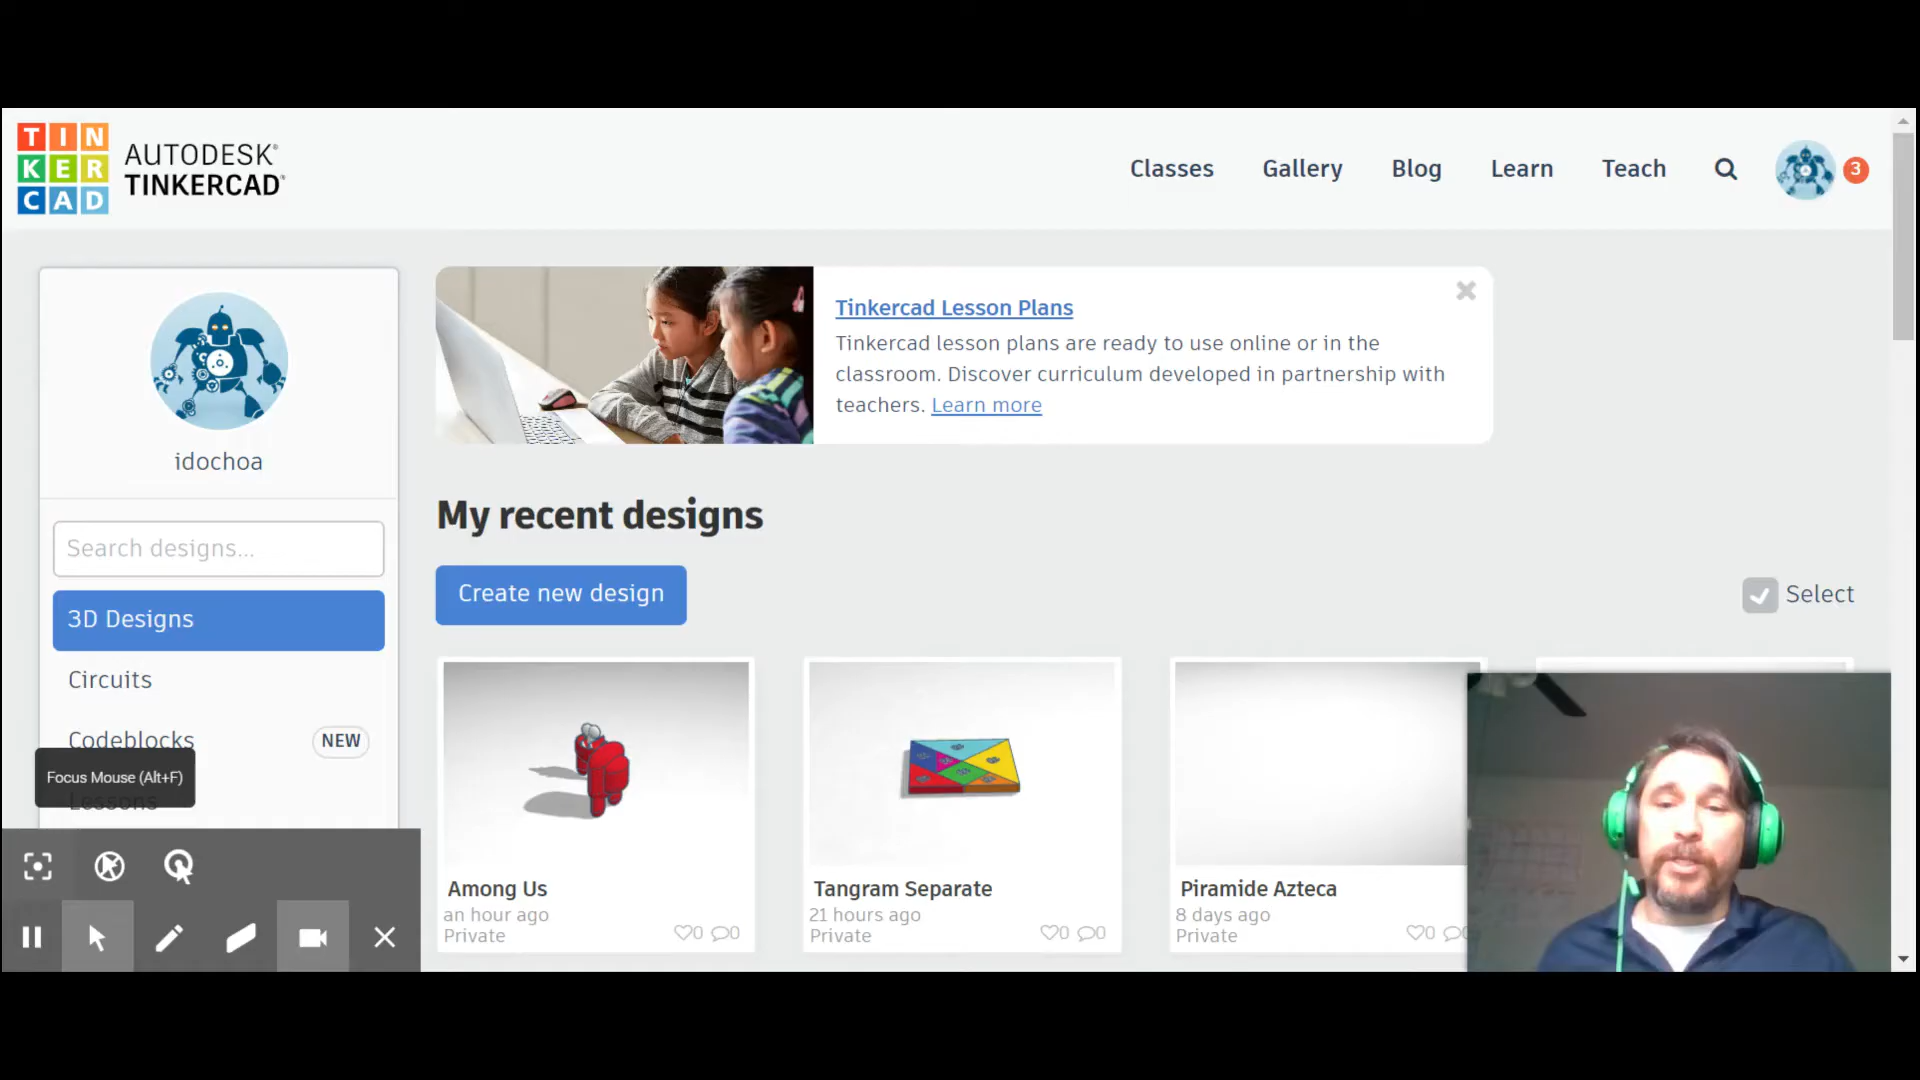 TIN
KER
CAD
AUTODESK®
TINKERCAD®
Classes
Gallery
Blog
Learn
Teach
3
idochoa
Search designs...
3D Designs
Circuits
Codeblocks
NEW
Focus Mouse (Alt+F)
Lessons
Tinkercad Lesson Plans
Tinkercad lesson plans are ready to use online or in the
classroom. Discover curriculum developed in partnership with
teachers. Learn more
My recent designs
Create new design
Select
Among Us
an hour ago
Private
0 0
Tangram Separate
21 hours ago
Private
0 0
Piramide Azteca
8 days ago
Private
0 0